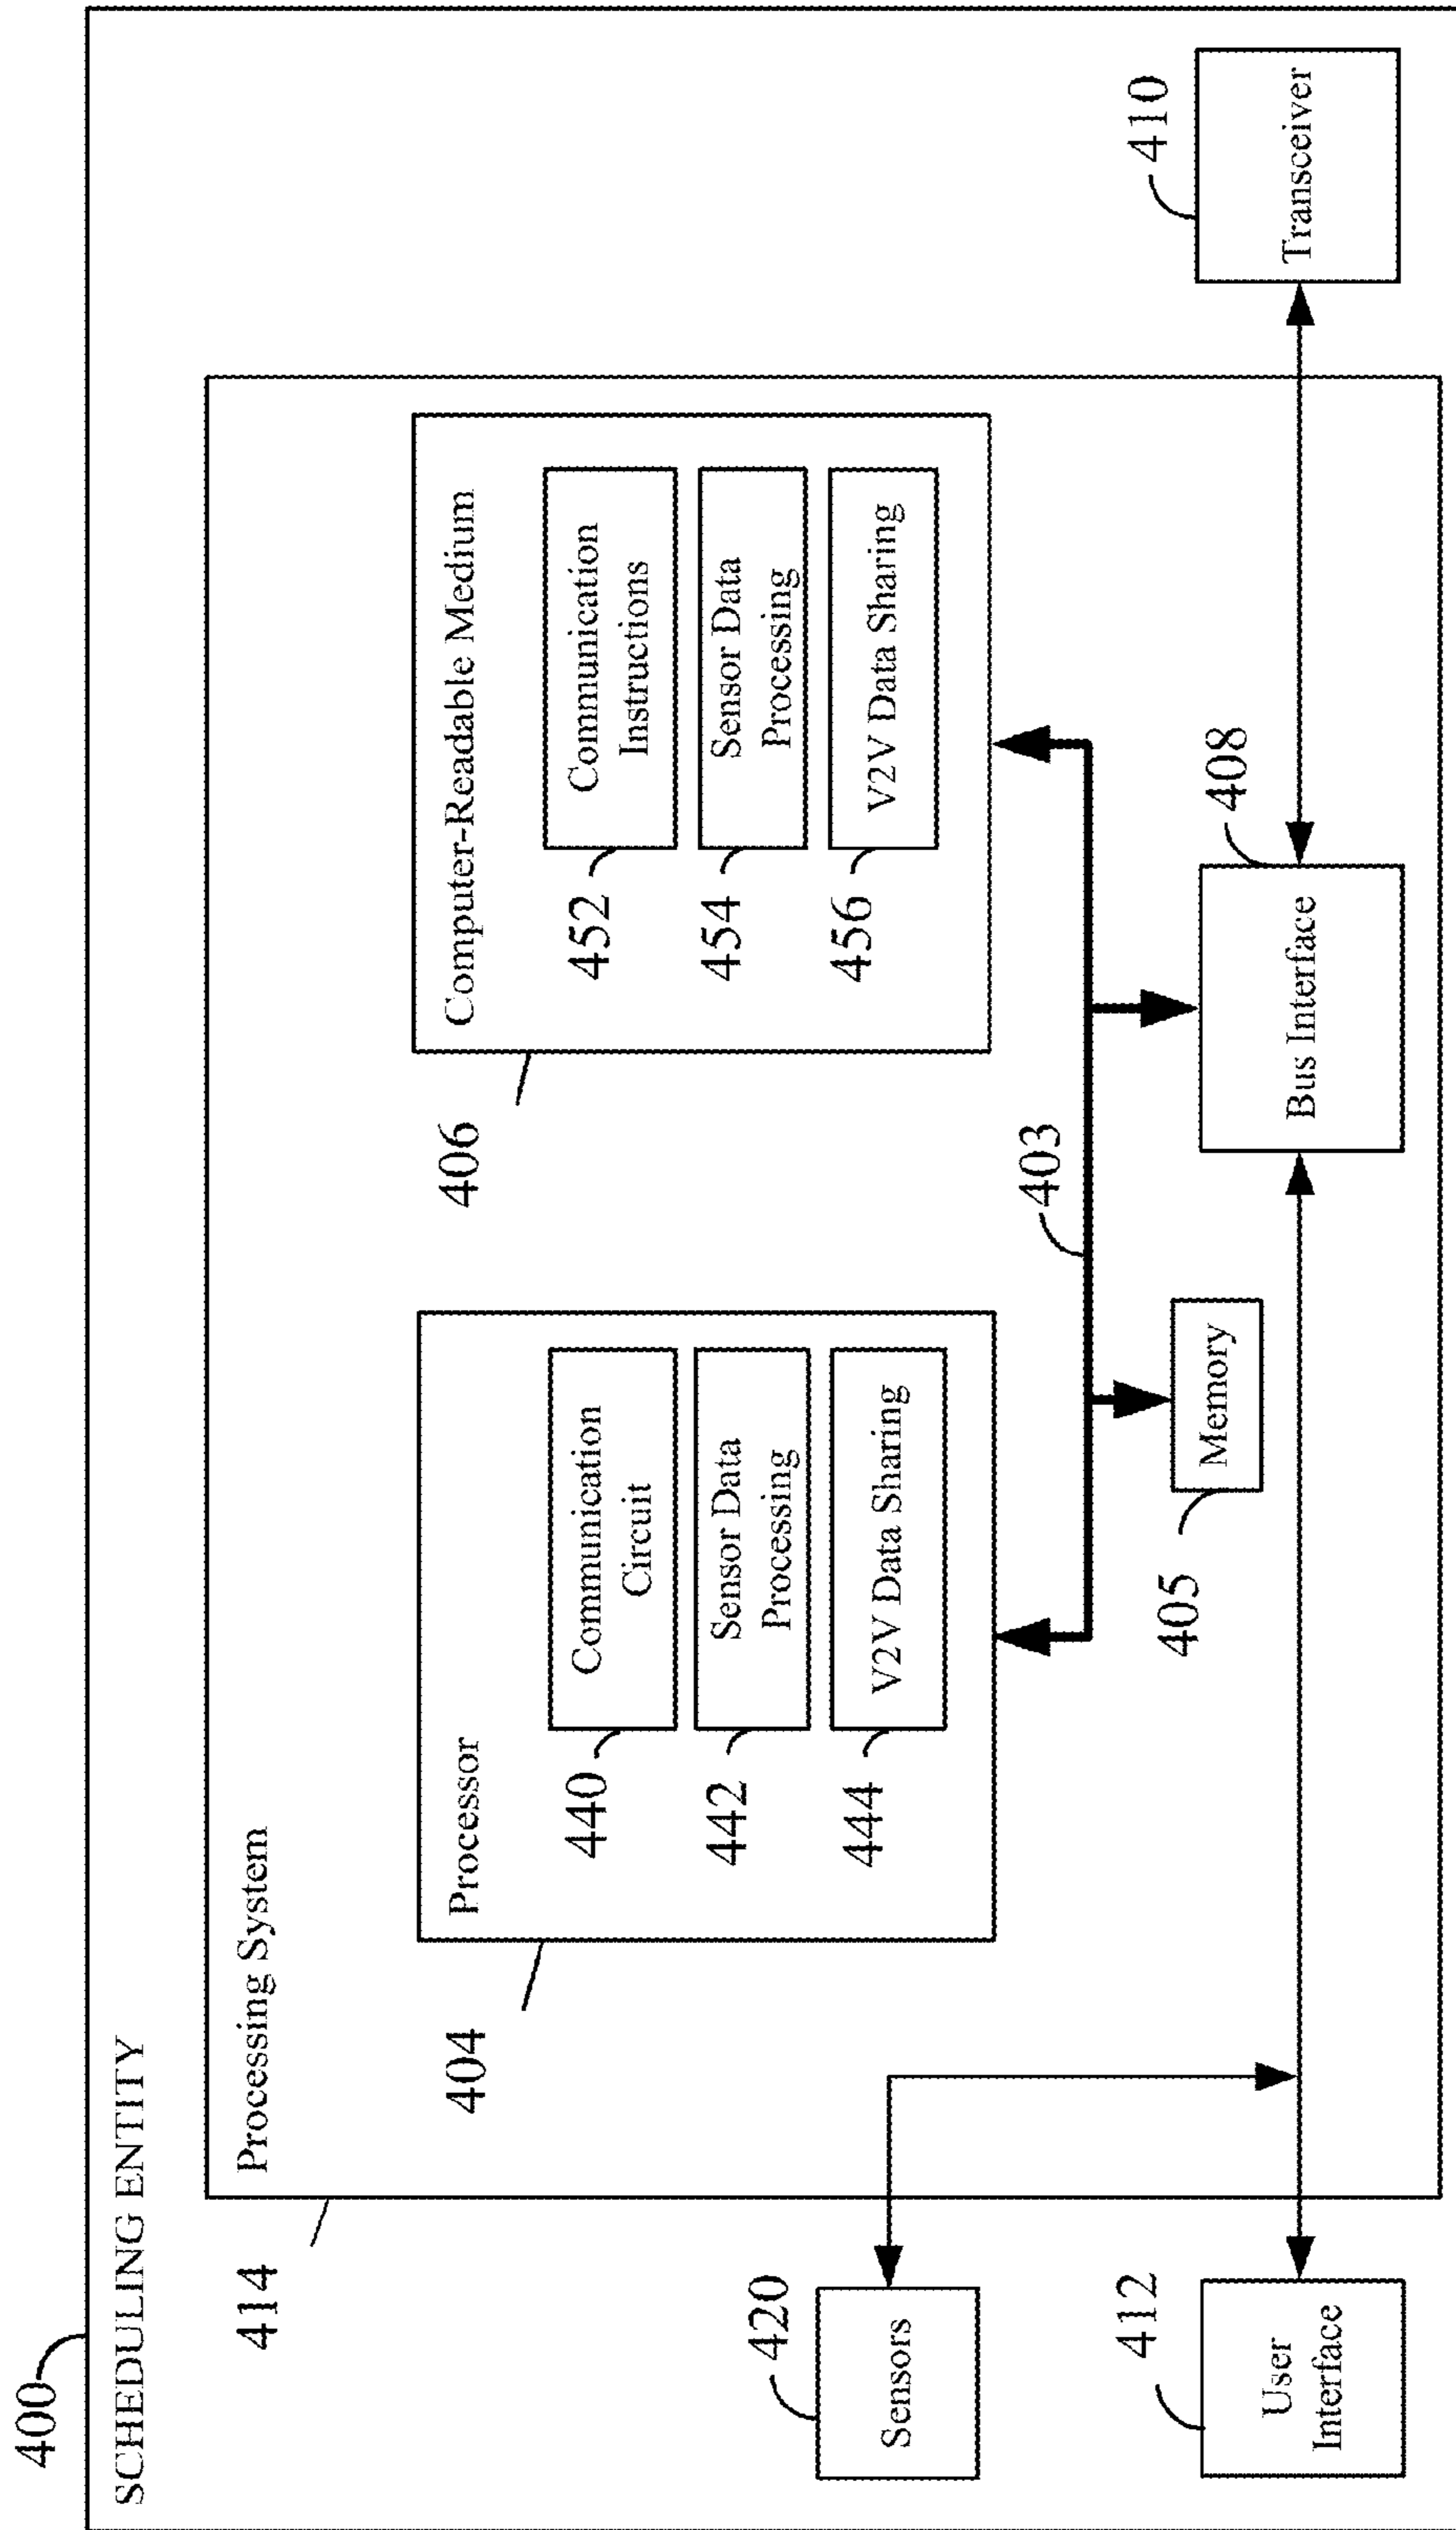 400
SCHEDULING ENTITY
414
Processing System
404
Processor
440
Communication
Circuit
442
Sensor Data
Processing
444
V2V Data Sharing
406
Computer-Readable Medium
452
Communication
Instructions
454
Sensor Data
Processing
456
V2V Data Sharing
420
Sensors
403
405
Memory
408
Bus Interface
412
User
Interface
410
Transceiver